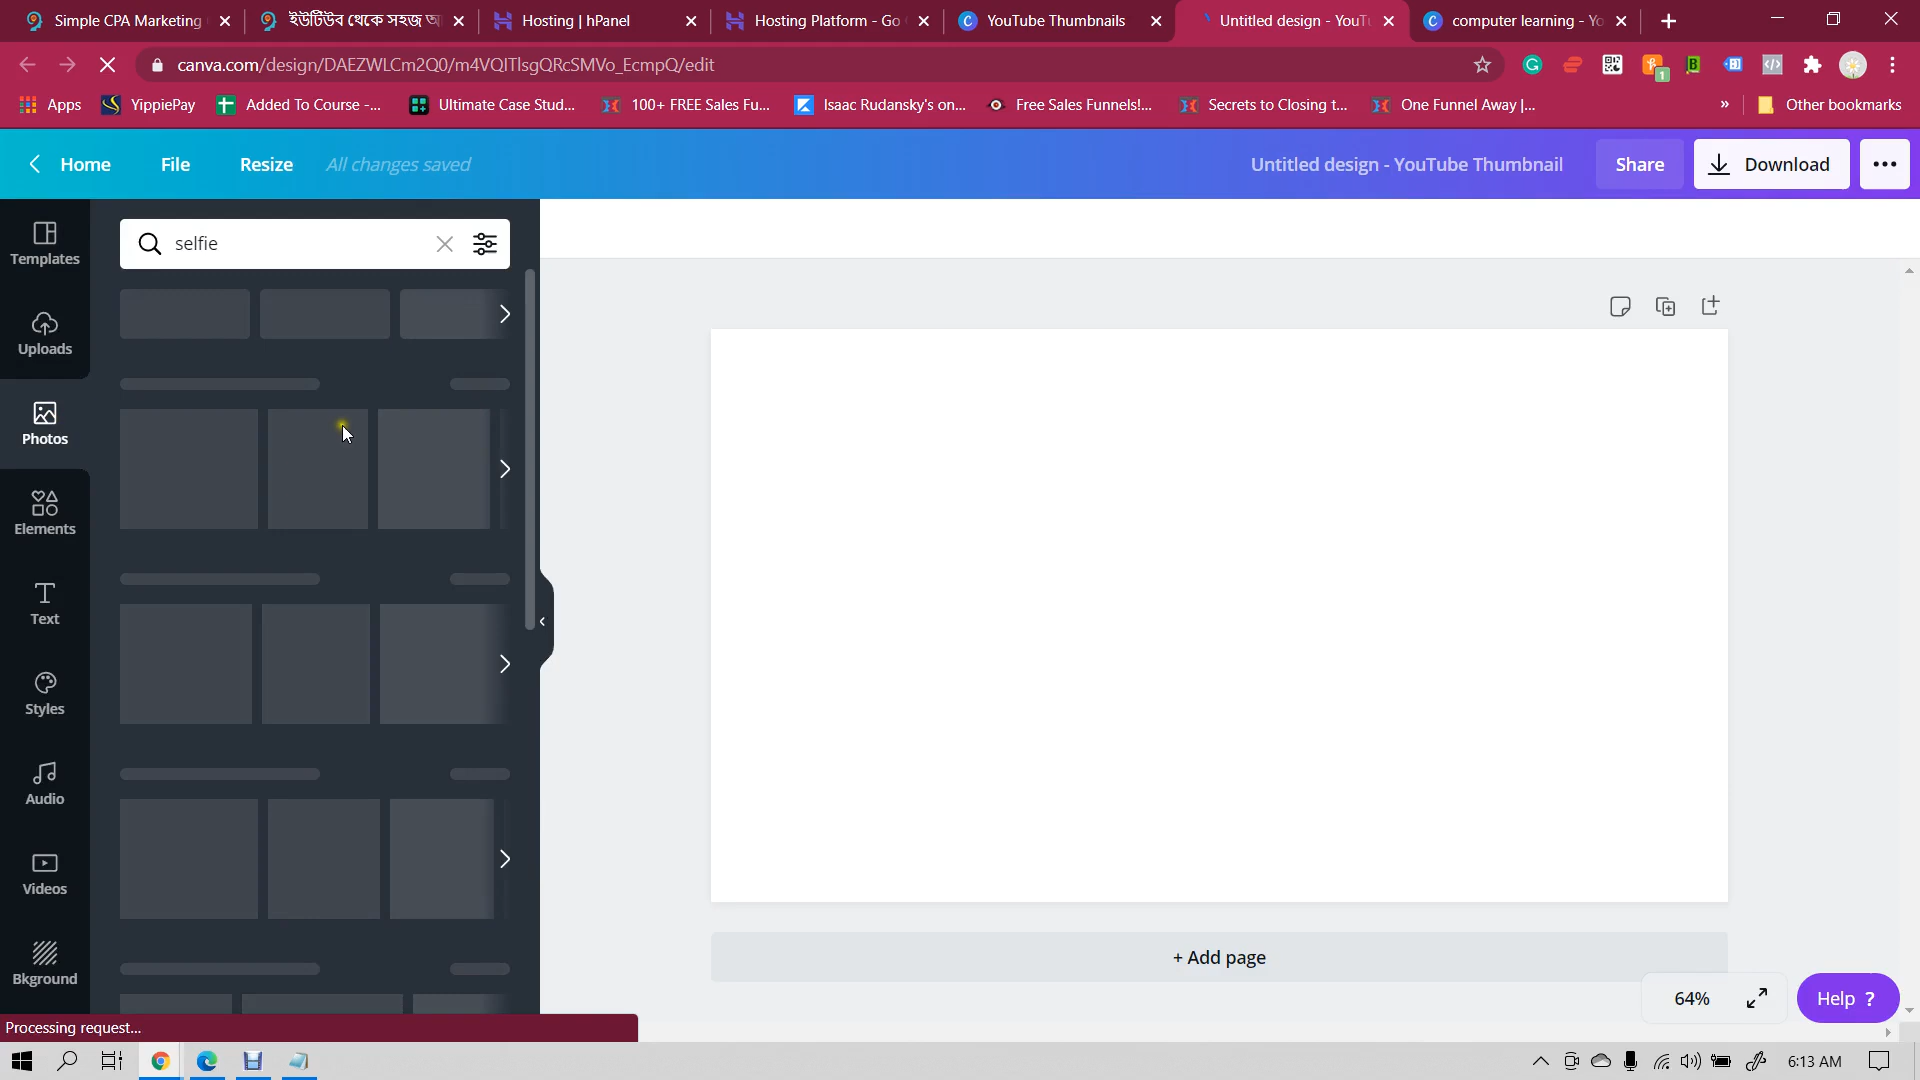 Simple CPA Marketing
ইউটিউব থেকে সহজ
Hosting | hPanel
Hosting Platform - Go
YouTube Thumbnails
Untitled design - YouTu
computer learning - Yo
canva.com/design/DAEZWLCm2Q0/m4VQITlsgQRcSMVo_EcmpQ/edit
1
Apps
YippiePay
Added To Course -...
Ultimate Case Stud...
100+ FREE Sales Fu...
Isaac Rudansky's on...
Free Sales Funnels!...
Secrets to Closing t...
One Funnel Away |...
»
Other bookmarks
Home
File
Resize
All changes saved
Untitled design - YouTube Thumbnail
Share
Download
selfie
Templates
Uploads
Photos
Elements
Text
Styles
Audio
Videos
Bkground
+ Add page
64%
Help ?
Processing request...
6:13 AM